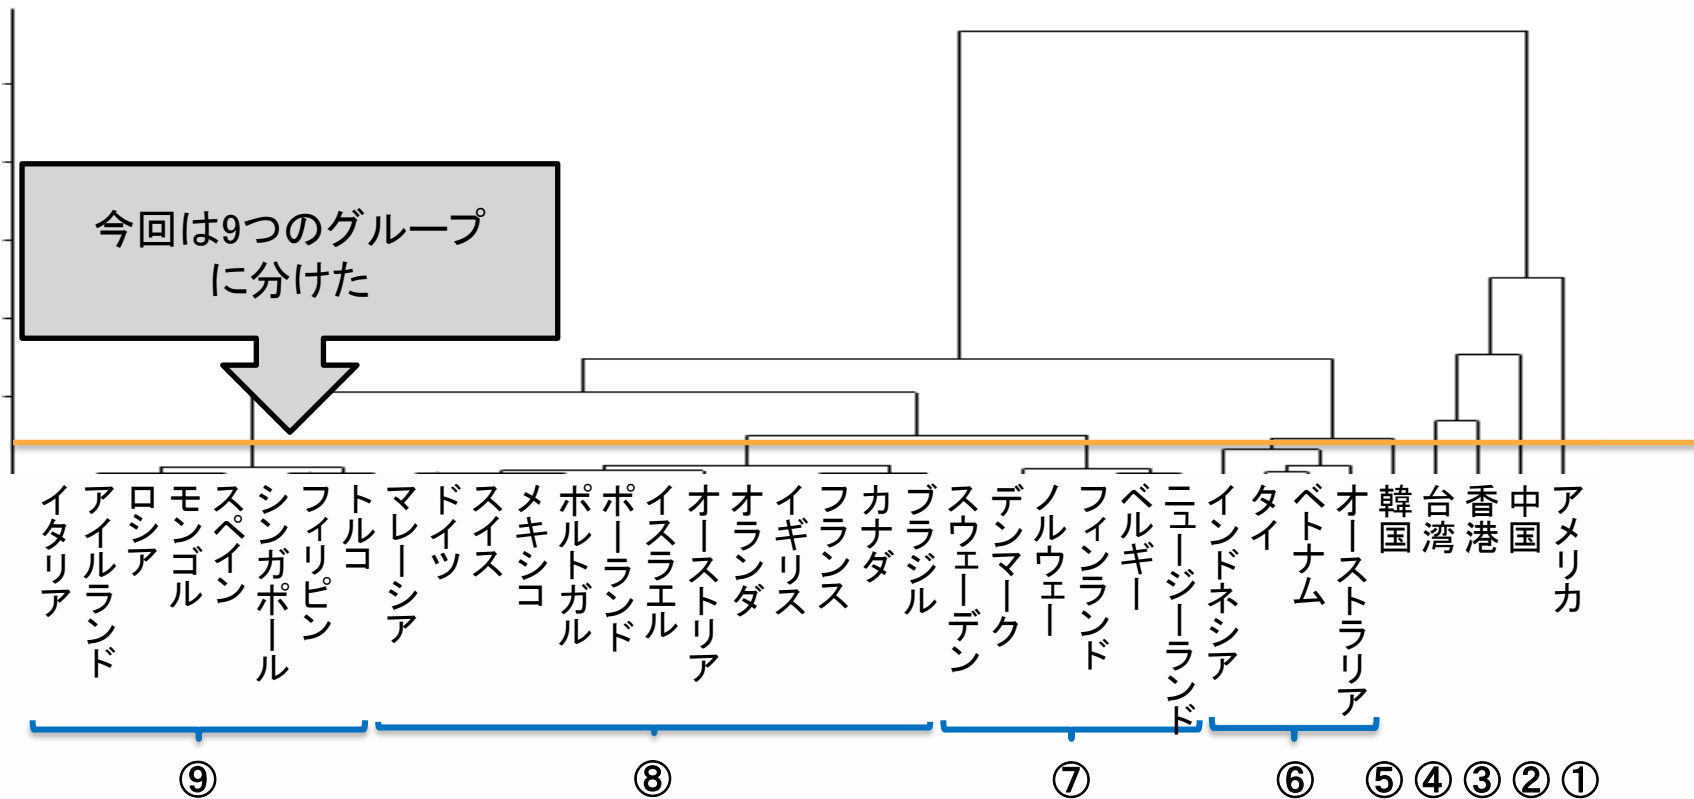 今回は9つのグループ
に分けた
イタリア
アイルランド
ロシア
モンゴル
スペイン
シンガポール
フィリピン
トルコ
マレーシア
ドイツ
スイス
メキシコ
ポルトガル
ポーランド
イスラエル
オーストリア
オランダ
イギリス
フランス
カナダ
ブラジル
スウェーデン
デンマーク
ノルウェー
フィンランド
ベルギー
ニュージーランド
インドネシア
タイ
ベトナム
オーストラリア
韓国
台湾
香港
中国
アメリカ
⑨
⑧
⑦
⑥
⑤
④
③
②
①